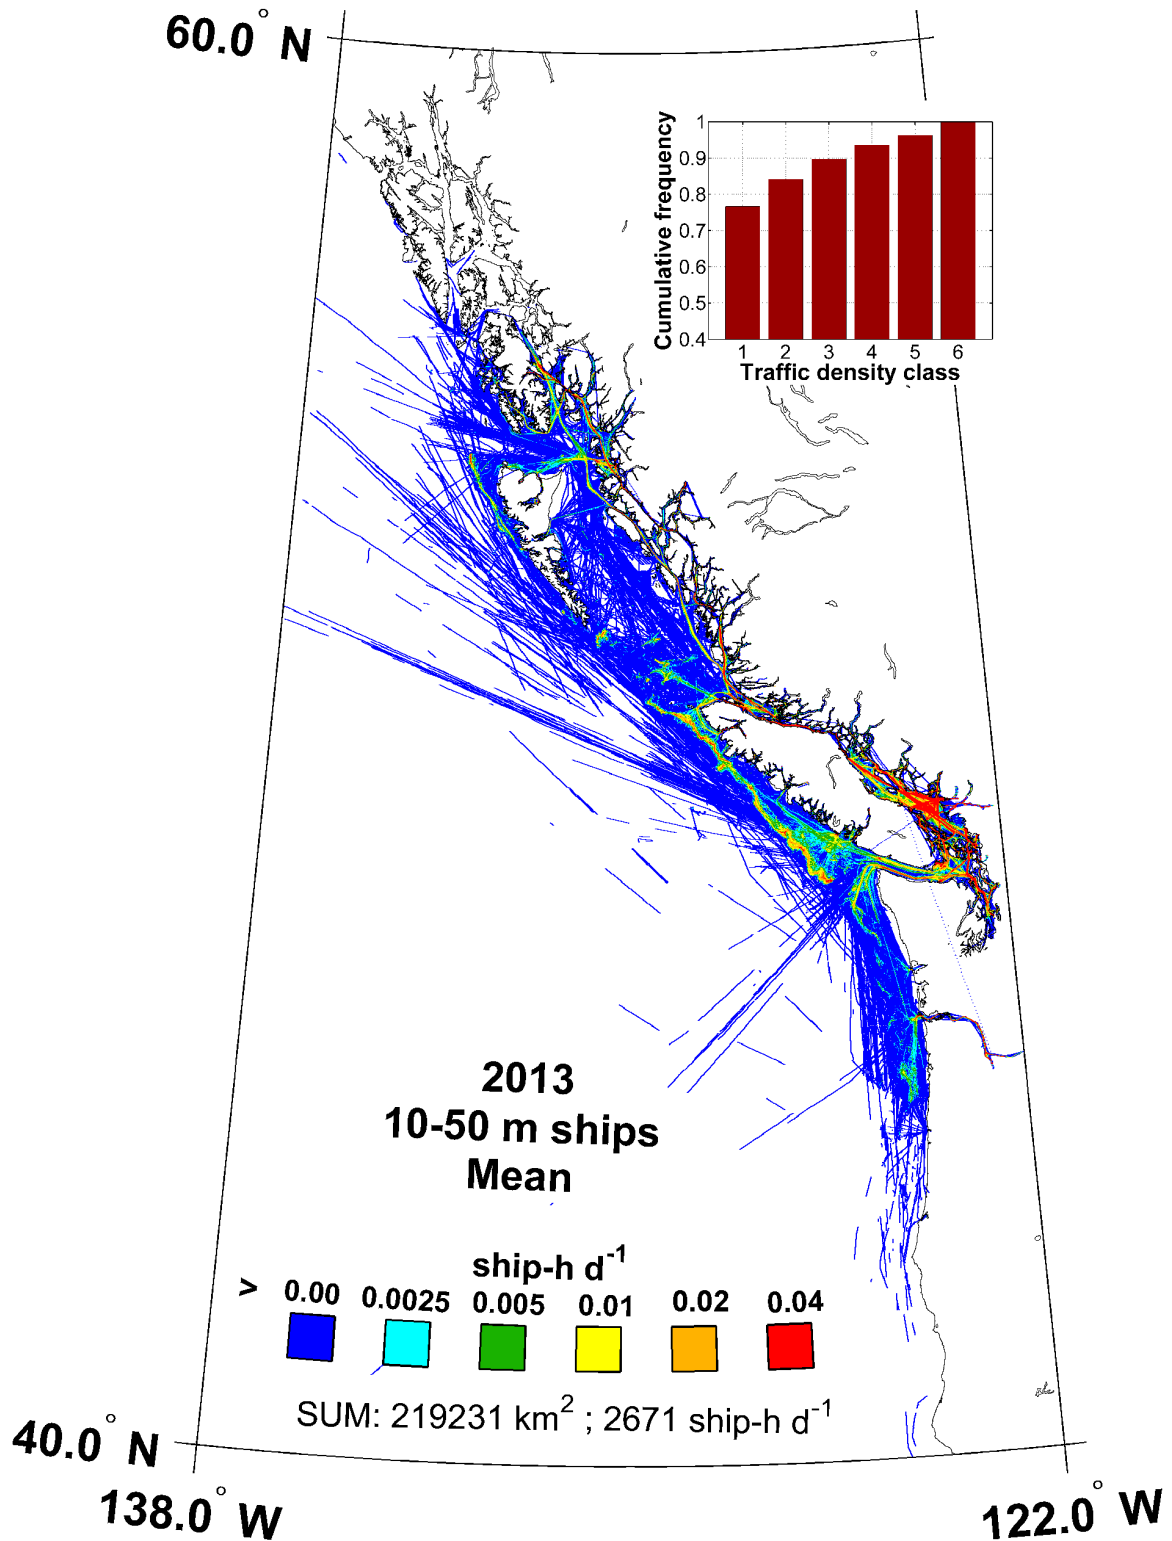 60.0° N
Cumulative frequency
1
0.9
0.8
0.7
0.6
0.5
0.4
1 2 3 4 5 6
Traffic density class
2013
10-50 m ships
Mean
ship-h d⁻¹
> 0.00 0.0025 0.005 0.01 0.02 0.04
SUM: 219231 km² ; 2671 ship-h d⁻¹
40.0° N
138.0° W
122.0° W